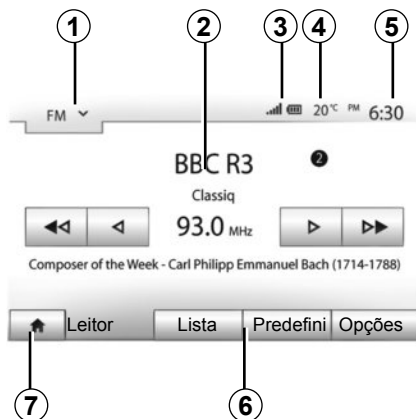 1 2 3 4 5
FM 20°C PM 6:30
BBC R3 2
Classiq
93.0 MHz
Composer of the Week - Carl Philipp Emmanuel Bach (1714-1788)
Leitor Lista Predefini Opções
7 6